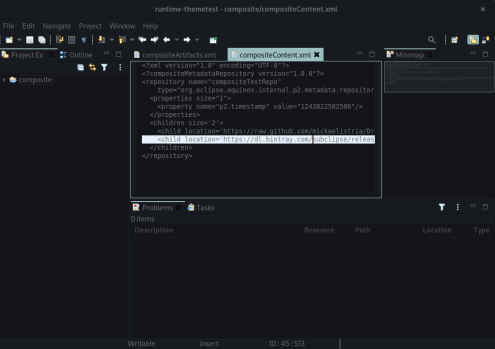 runtime-themetest - composite/compositeContent.xml
File Edit Navigate Project Window Help
Project Ex
Outline
compositeArtifacts.xml
compositeContent.xml
Minimap
composite
<?xml version="1.0" encoding="UTF-8"?>
<?compositeMetadataRepository version="1.0.0"?>
<repository name="compositeTestRepo"
type="org.eclipse.equinox.internal.p2.metadata.repositor
<properties size="1">
<property name="p2.timestamp" value="1243822502500"/>
</properties>
<children size='2'>
<child location='https://raw.github.com/mickaelistria/Dr
<child location='https://dl.bintray.com/subclipse/releas
</children>
</repository>
Problems
Tasks
0 items
Description Resource Path Location Type
Writable Insert 10 : 45 : 513